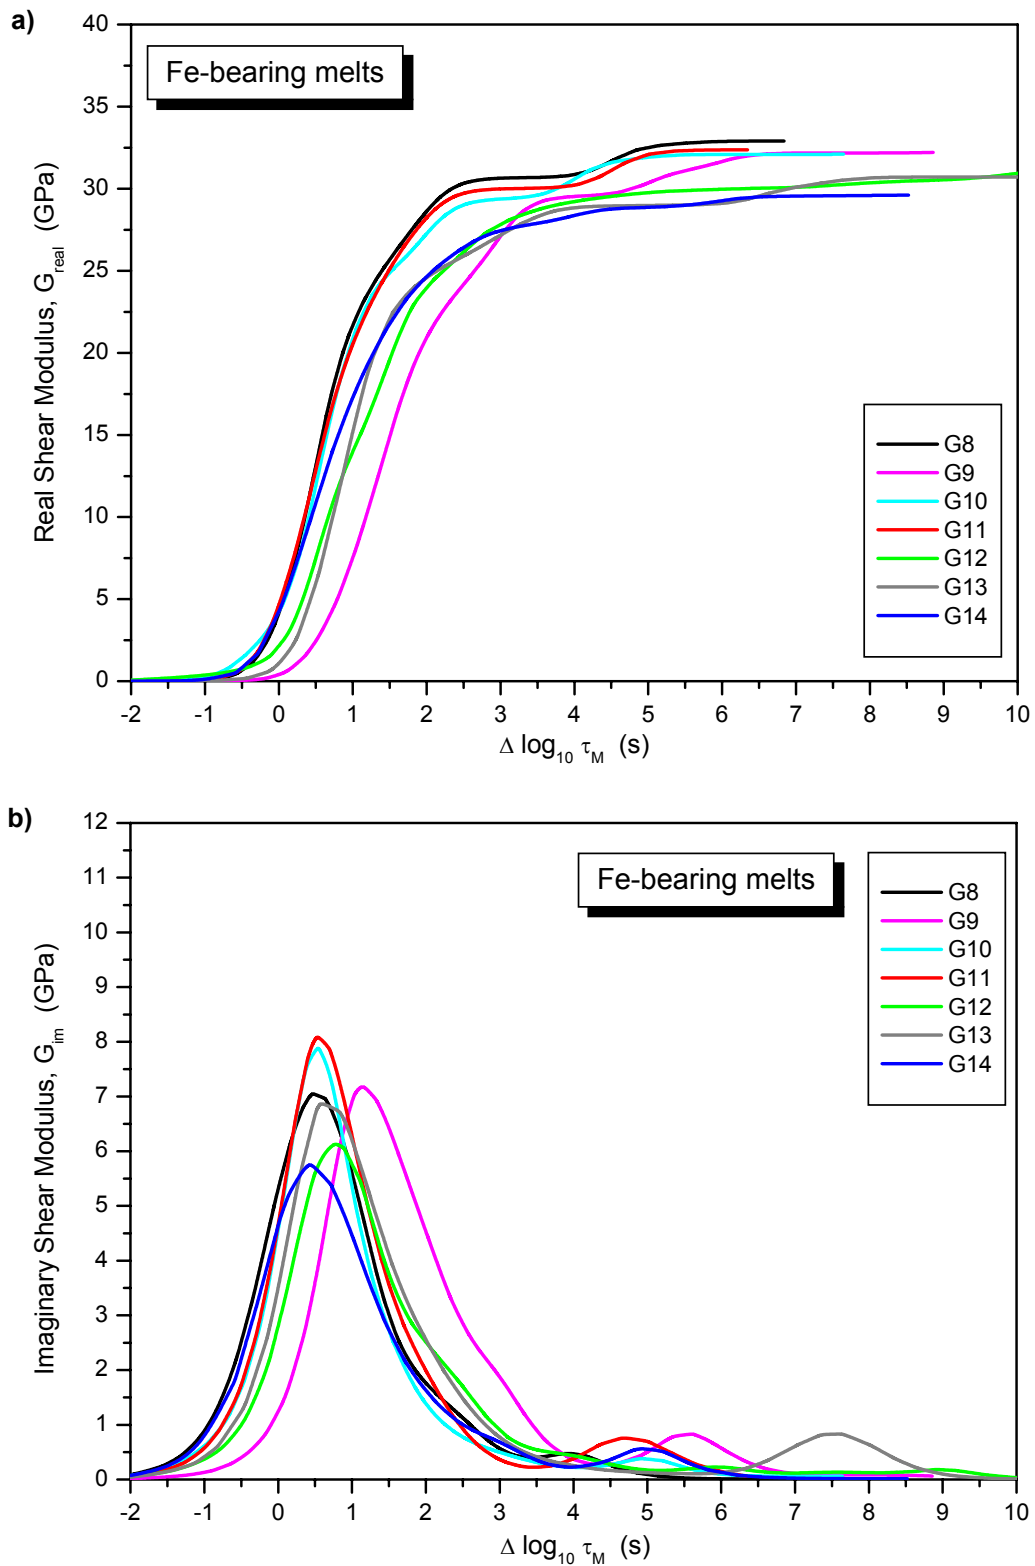 a)
Fe-bearing melts
Real Shear Modulus, G_real (GPa)
40
35
30
25
20
15
10
5
0
G8
G9
G10
G11
G12
G13
G14
-2 -1 0 1 2 3 4 5 6 7 8 9 10
Δ log₁₀ τ_M (s)
b)
Fe-bearing melts
Imaginary Shear Modulus, G_im (GPa)
12
11
10
9
8
7
6
5
4
3
2
1
0
G8
G9
G10
G11
G12
G13
G14
-2 -1 0 1 2 3 4 5 6 7 8 9 10
Δ log₁₀ τ_M (s)